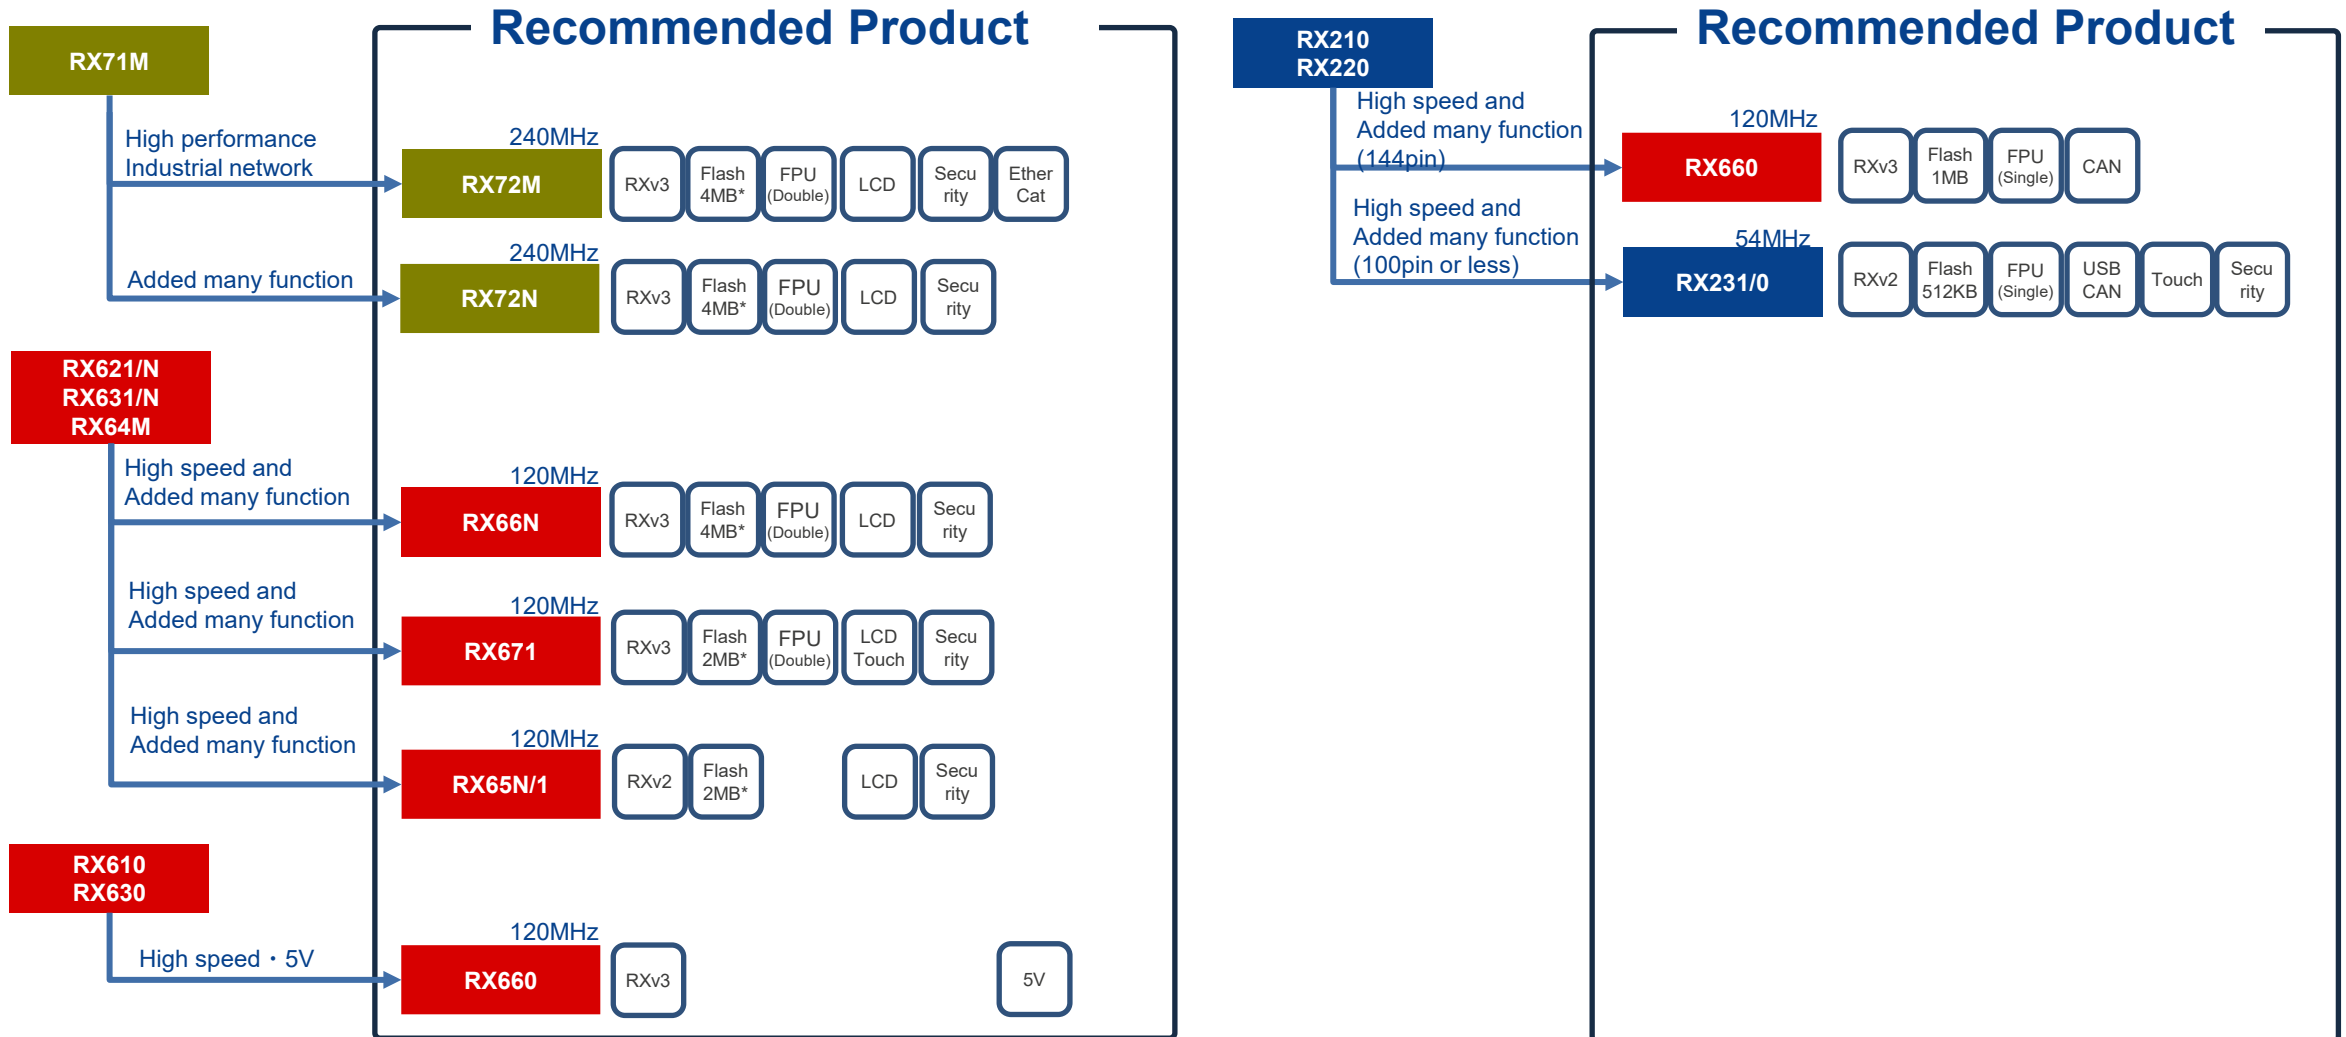 Recommended Product
RX71M
High performance
Industrial network
240MHz
RX72M
RXv3
Flash
4MB*
FPU
(Double)
LCD
Secu
rity
Ether
Cat
Added many function
240MHz
RX72N
RXv3
Flash
4MB*
FPU
(Double)
LCD
Secu
rity
RX621/N
RX631/N
RX64M
High speed and
Added many function
120MHz
RX66N
RXv3
Flash
4MB*
FPU
(Double)
LCD
Secu
rity
High speed and
Added many function
120MHz
RX671
RXv3
Flash
2MB*
FPU
(Double)
LCD
Touch
Secu
rity
High speed and
Added many function
120MHz
RX65N/1
RXv2
Flash
2MB*
LCD
Secu
rity
RX610
RX630
High speed・5V
120MHz
RX660
RXv3
5V
Recommended Product
RX210
RX220
High speed and
Added many function
(144pin)
120MHz
RX660
RXv3
Flash
1MB
FPU
(Single)
CAN
High speed and
Added many function
(100pin or less)
54MHz
RX231/0
RXv2
Flash
512KB
FPU
(Single)
USB
CAN
Touch
Secu
rity